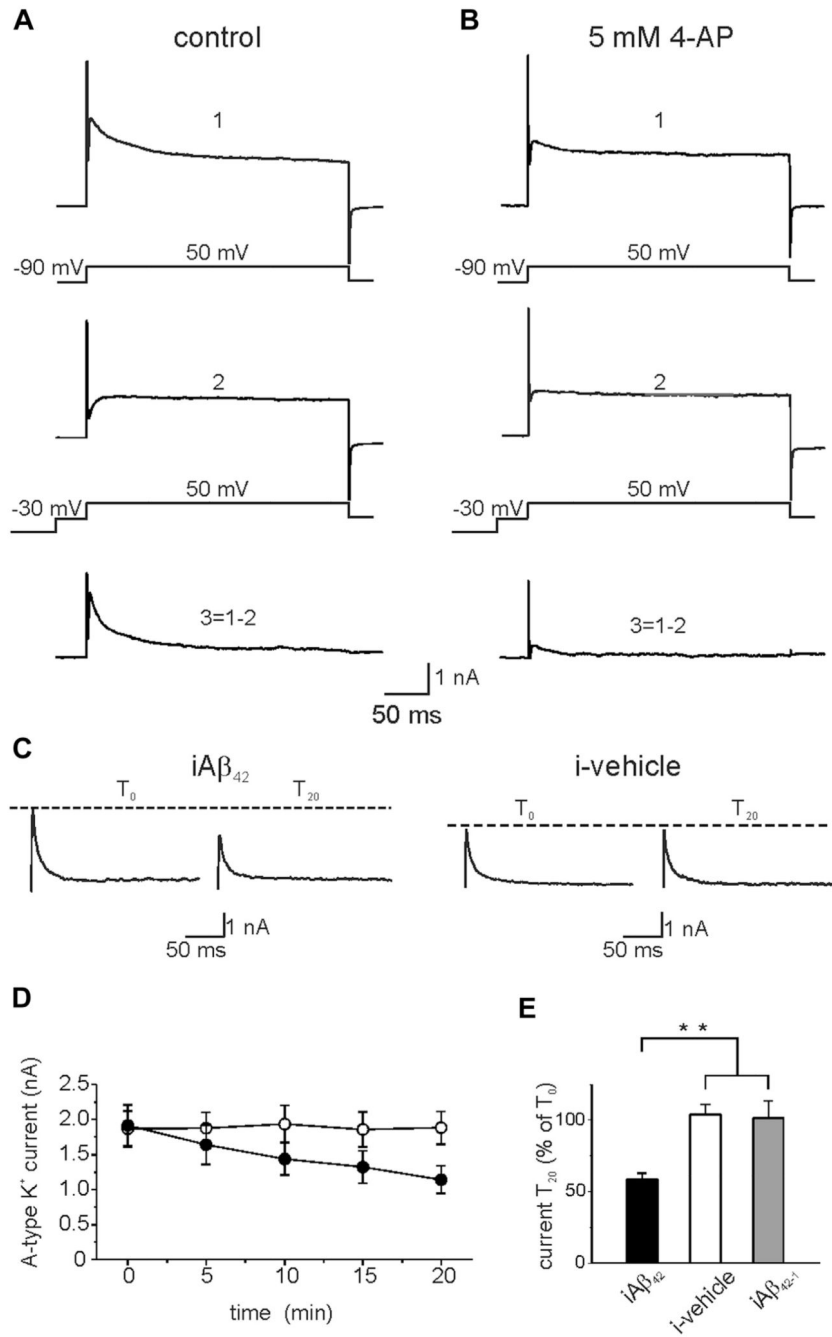 A
control
B
5 mM 4-AP
1
1
50 mV
50 mV
-90 mV
-90 mV
2
2
50 mV
50 mV
-30 mV
-30 mV
3=1-2
3=1-2
1 nA
50 ms
C
iAβ₄₂
i-vehicle
T₀
T₂₀
T₀
T₂₀
1 nA
50 ms
1 nA
50 ms
D
A-type K⁺ current (nA)
2.5
2.0
1.5
1.0
0.5
0
0 5 10 15 20
time (min)
E
* *
current T₂₀ (% of T₀)
100
50
0
iAβ₄₂
i-vehicle
iAβ₄₂₋₁